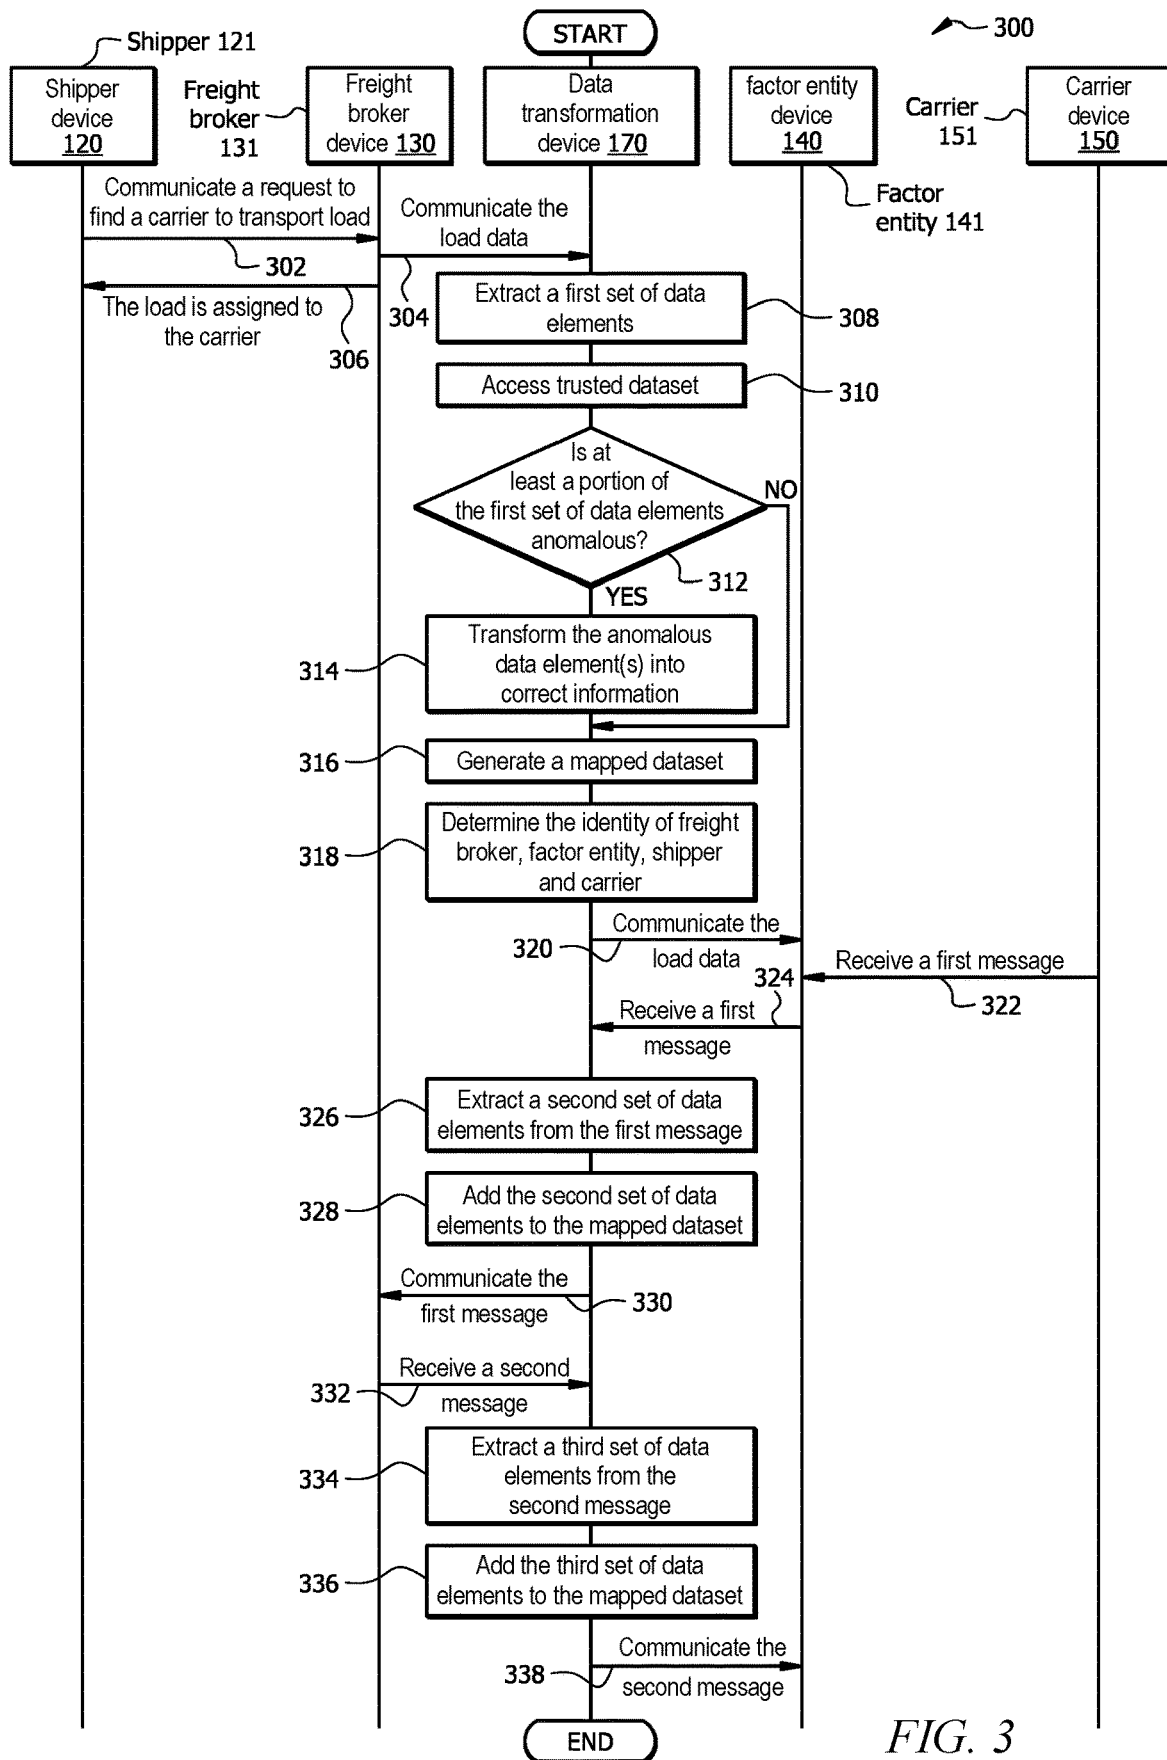 START
300
Shipper 121
Shipper
device
120
Freight
broker
131
Freight
broker
device 130
Data
transformation
device 170
factor entity
device
140
Carrier
151
Carrier
device
150
Factor
entity 141
Communicate a request to
find a carrier to transport load
302
Communicate the
load data
304
The load is assigned to
the carrier
306
Extract a first set of data
elements
308
Access trusted dataset
310
Is at
least a portion of
the first set of data elements
anomalous?
NO
312
YES
Transform the anomalous
data element(s) into
correct information
314
Generate a mapped dataset
316
Determine the identity of freight
broker, factor entity, shipper
and carrier
318
Communicate the
load data
320
Receive a first message
322
324
Receive a first
message
Extract a second set of data
elements from the first message
326
Add the second set of data
elements to the mapped dataset
328
Communicate the
first message
330
Receive a second
message
332
Extract a third set of data
elements from the
second message
334
Add the third set of data
elements to the mapped dataset
336
Communicate the
second message
338
END
FIG. 3